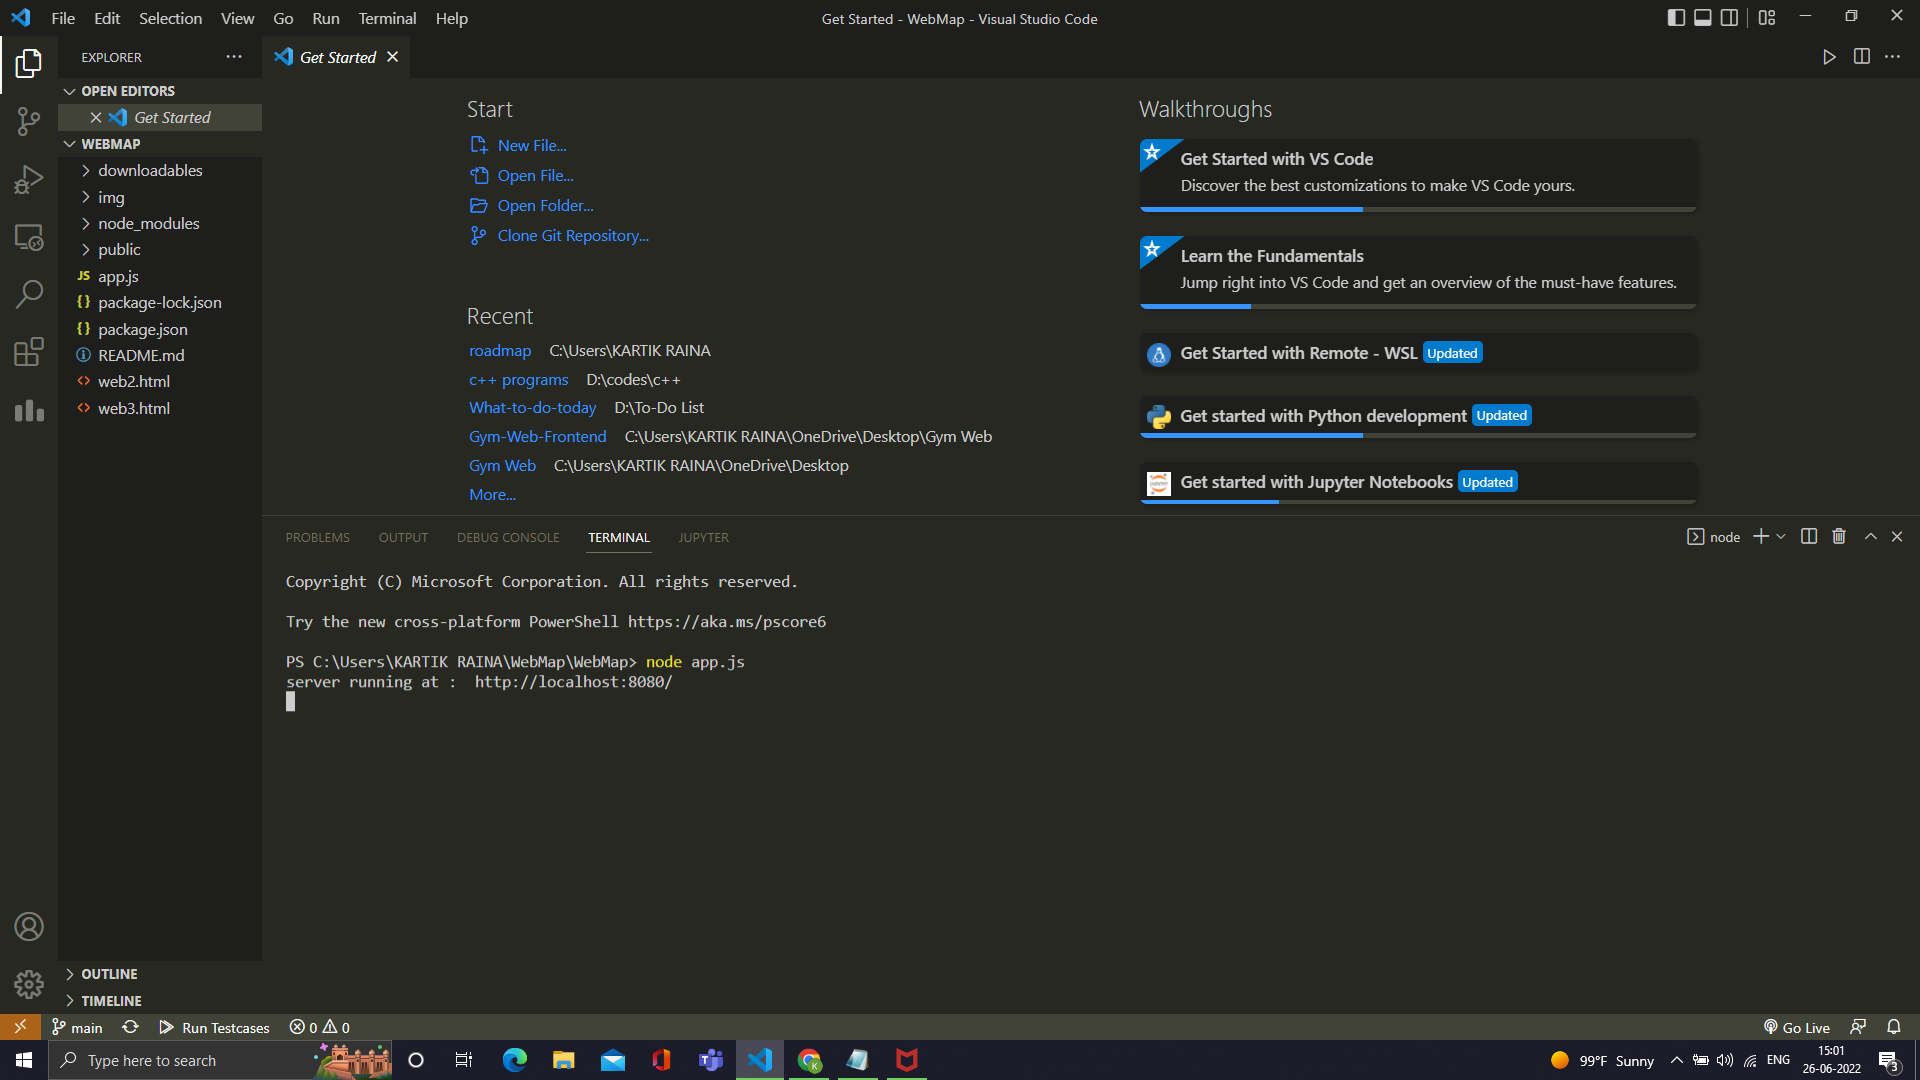 File Edit Selection View Go Run Terminal Help
Get Started - WebMap - Visual Studio Code
EXPLORER
Get Started
OPEN EDITORS
Get Started
WEBMAP
downloadables
img
node_modules
public
JS app.js
{} package-lock.json
{} package.json
README.md
<> web2.html
<> web3.html
OUTLINE
TIMELINE
Start
New File...
Open File...
Open Folder...
Clone Git Repository...
Recent
roadmap C:\Users\KARTIK RAINA
c++ programs D:\codes\c++
What-to-do-today D:\To-Do List
Gym-Web-Frontend C:\Users\KARTIK RAINA\OneDrive\Desktop\Gym Web
Gym Web C:\Users\KARTIK RAINA\OneDrive\Desktop
More...
Walkthroughs
Get Started with VS Code
Discover the best customizations to make VS Code yours.
Learn the Fundamentals
Jump right into VS Code and get an overview of the must-have features.
Get Started with Remote - WSL Updated
Get started with Python development Updated
Get started with Jupyter Notebooks Updated
PROBLEMS OUTPUT DEBUG CONSOLE TERMINAL JUPYTER
node
Copyright (C) Microsoft Corporation. All rights reserved.
Try the new cross-platform PowerShell https://aka.ms/pscore6
PS C:\Users\KARTIK RAINA\WebMap\WebMap> node app.js
server running at :  http://localhost:8080/
main Run Testcases 0 0
Go Live
Type here to search
99°F Sunny
ENG
15:01
26-06-2022
3